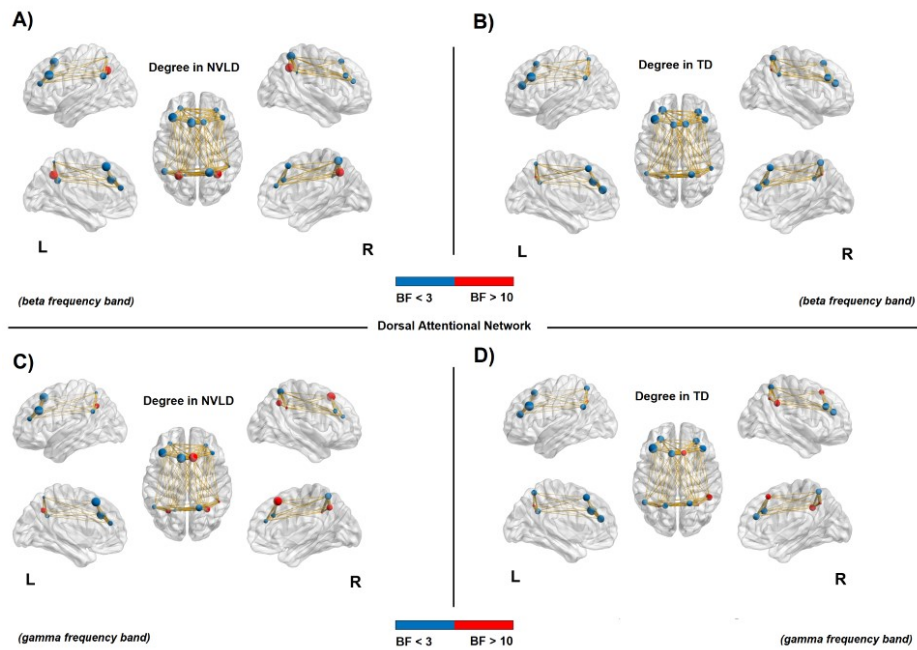 A)
B)
Degree in NVLD
Degree in TD
L
R
L
R
(beta frequency band)
BF < 3
BF > 10
(beta frequency band)
Dorsal Attentional Network
C)
D)
Degree in NVLD
Degree in TD
L
R
L
R
(gamma frequency band)
BF < 3
BF > 10
(gamma frequency band)